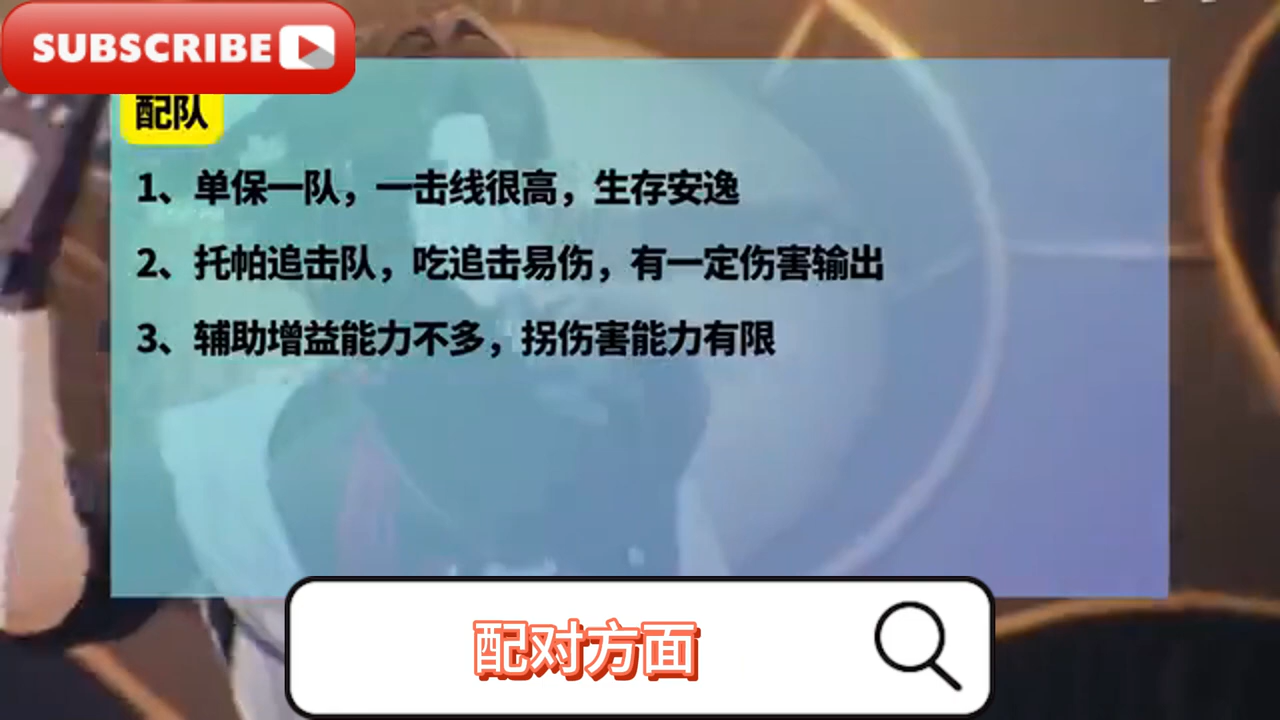 SUBSCRIBE
配队
1、单保一队，一击线很高，生存安逸
2、托帕追击队，吃追击易伤，有一定伤害输出
3、辅助增益能力不多，拐伤害能力有限
配对方面